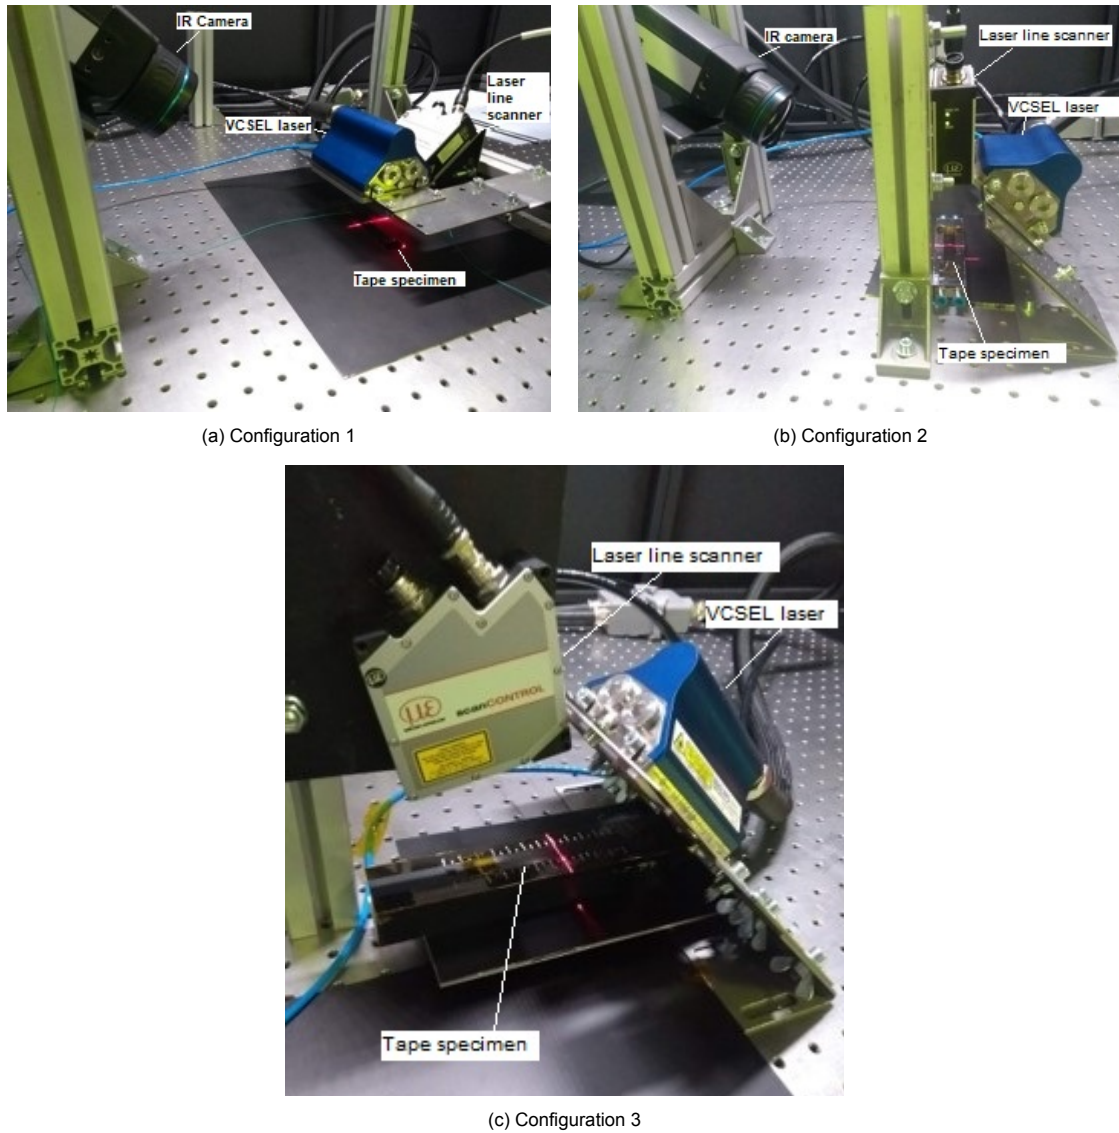 IR Camera
Laser
line
scanner
VCSEL laser
Tape specimen
(a) Configuration 1
IR camera
Laser line scanner
VCSEL laser
Tape specimen
(b) Configuration 2
Laser line scanner
VCSEL laser
scanCONTROL
Tape specimen
(c) Configuration 3